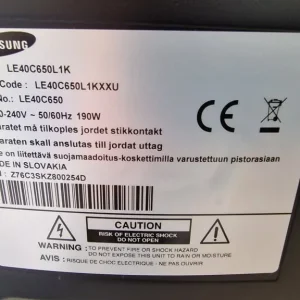 SAMSUNG
LE40C650L1K
Code : LE40C650L1KXXU
No.: LE40C650
-240V ~ 50/60Hz 190W
aratet må tilkoples jordet stikkontakt
araten skall anslutas till jordat uttag
e on liitettävä suojamaadoitus-koskettimilla varustettuun pistorasiaan
E IN SLOVAKIA
: Z76C3SKZ800254D
CE
CAUTION
RISK OF ELECTRIC SHOCK
DO NOT OPEN
WARNING : TO PREVENT FIRE OR SHOCK HAZARD
DO NOT EXPOSE THIS UNIT TO RAIN OR MOISTURE.
AVIS : RISQUE DE CHOC ELECTRIQUE - NE PAS OUVRIR.